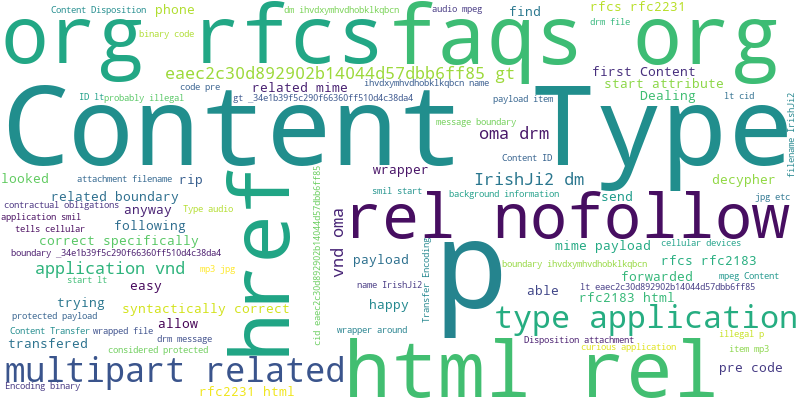 org rfcs faqs org
Content Disposition
phone
dm ihvdxymhvdhobklkqbcn
audio mpeg
find
rfcs rfc2231
drm file
binary code
eaec2c30d892902b14044d57dbb6ff85 gt
first Content
code pre
related mime
ihvdxymhvdhobklkqbcn name
start attribute
ID lt
probably illegal
gt _34e1b39f5c290f66360ff510d4c38da4
payload item
Dealing
lt cid
Content Type
message boundary
oma drm
filename IrishJi2
Content ID
looked
attachment filename
rip
wrapper
IrishJi2 dm
decypher
related boundary
smil start
background information
send
jpg etc
contractual obligations
anyway
Type audio
href
rel nofollow
application smil
following
tells cellular
correct specifically
vnd oma
p
mime payload
cellular devices
boundary _34e1b39f5c290f66360ff510d4c38da4
cid eaec2c30d892902b14044d57dbb6ff85
payload
Transfer Encoding
boundary ihvdxymhvdhobklkqbcn
rfcs rfc2183
application vnd
mp3 jpg
forwarded
mpeg Content
start lt
easy
name IrishJi2
able
lt eaec2c30d892902b14044d57dbb6ff85
trying
happy
rfc2183 html
protected payload
syntactically correct
type application
Content Transfer
wrapped file
allow
wrapper around
illegal p
transfered
drm message
Disposition attachment
considered protected
curious application
item mp3
multipart related
html rel
pre code
Encoding binary
rfc2231 html